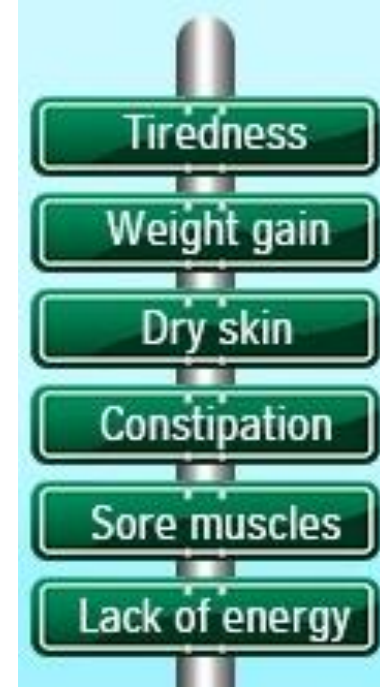 Tiredness
Weight gain
Dry skin
Constipation
Sore muscles
Lack of energy